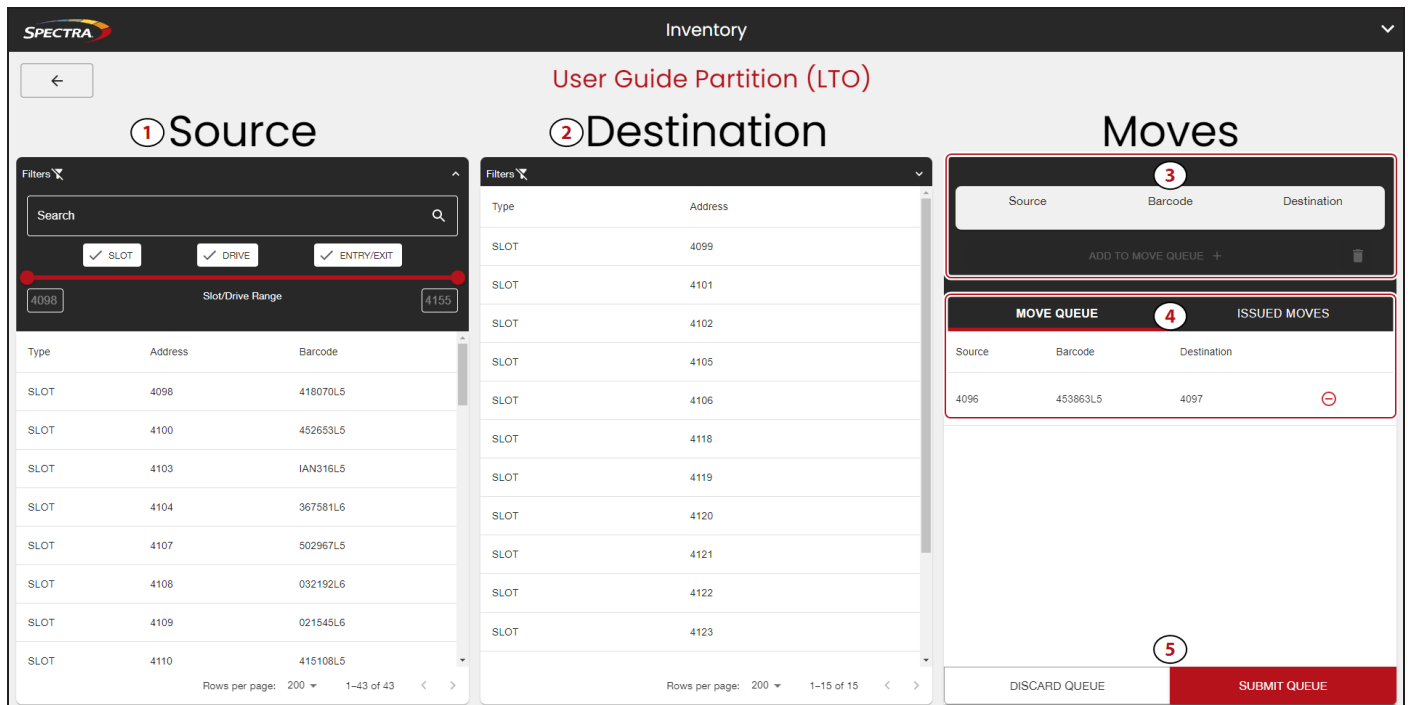 SPECTRA
Inventory
User Guide Partition (LTO)
1 Source
Filters
Search
SLOT DRIVE ENTRY/EXIT
4098 Slot/Drive Range 4155
Type Address Barcode
SLOT 4098 418070L5
SLOT 4100 452653L5
SLOT 4103 IAN316L5
SLOT 4104 367581L6
SLOT 4107 502967L5
SLOT 4108 032192L6
SLOT 4109 021545L6
SLOT 4110 415108L5
Rows per page: 200 1–43 of 43
2 Destination
Filters
Type Address
SLOT 4099
SLOT 4101
SLOT 4102
SLOT 4105
SLOT 4106
SLOT 4118
SLOT 4119
SLOT 4120
SLOT 4121
SLOT 4122
SLOT 4123
Rows per page: 200 1–15 of 15
Moves
3
Source Barcode Destination
ADD TO MOVE QUEUE +
MOVE QUEUE 4 ISSUED MOVES
Source Barcode Destination
4096 453863L5 4097
5
DISCARD QUEUE SUBMIT QUEUE